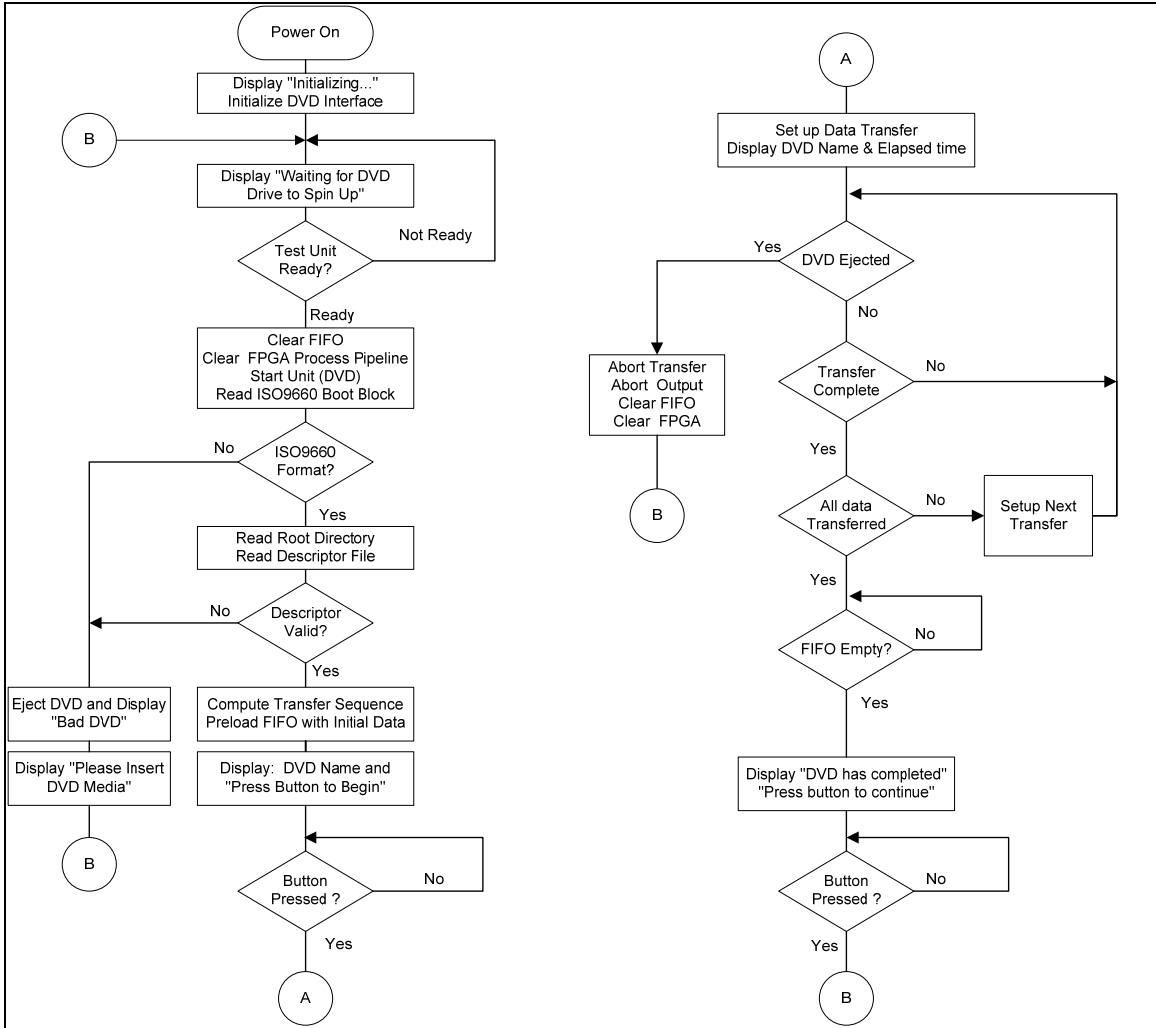 Power On
Display "Initializing..."
Initialize DVD Interface
B
Display "Waiting for DVD
Drive to Spin Up"
Not Ready
Test Unit
Ready?
Ready
Clear FIFO
Clear FPGA Process Pipeline
Start Unit (DVD)
Read ISO9660 Boot Block
No
ISO9660
Format?
Yes
Read Root Directory
Read Descriptor File
No
Descriptor
Valid?
Yes
Eject DVD and Display
"Bad DVD"
Compute Transfer Sequence
Preload FIFO with Initial Data
Display "Please Insert
DVD Media"
Display: DVD Name and
"Press Button to Begin"
B
Button
Pressed ?
No
Yes
A
A
Set up Data Transfer
Display DVD Name & Elapsed time
Yes
DVD Ejected
No
Abort Transfer
Abort Output
Clear FIFO
Clear FPGA
B
Transfer
Complete
No
Yes
All data
Transferred
No
Setup Next
Transfer
Yes
FIFO Empty?
No
Yes
Display "DVD has completed"
"Press button to continue"
Button
Pressed ?
No
Yes
B